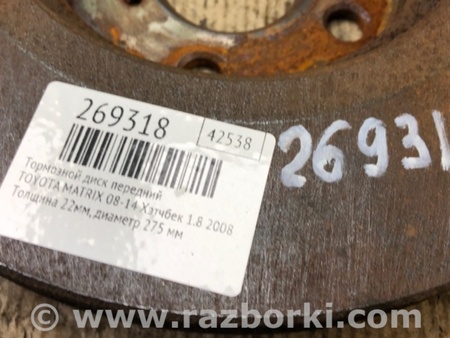 269318
42538
Тормозной диск передний
TOYOTA MATRIX 08-14 Хэтчбек 1.8 2008
Толщина 22мм, диаметр 275 мм
26931
www.razborki.com